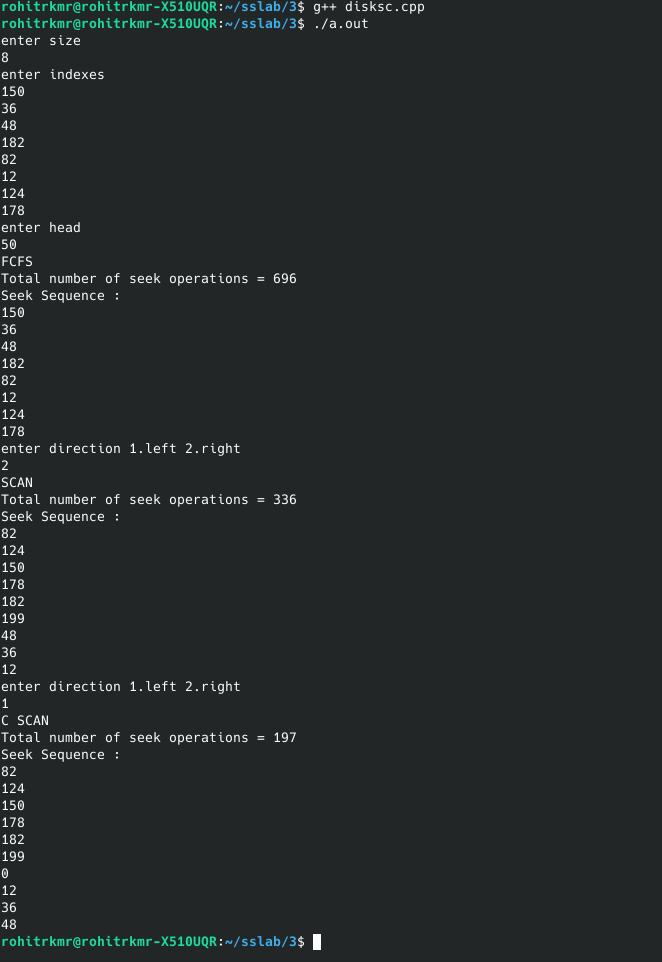 rohitrkmr@rohitrkmr-X510UQR:~/sslab/3$ g++ disksc.cpp
rohitrkmr@rohitrkmr-X510UQR:~/sslab/3$ ./a.out
enter size
8
enter indexes
150
36
48
182
82
12
124
178
enter head
50
FCFS
Total number of seek operations = 696
Seek Sequence :
150
36
48
182
82
12
124
178
enter direction 1.left 2.right
2
SCAN
Total number of seek operations = 336
Seek Sequence :
82
124
150
178
182
199
48
36
12
enter direction 1.left 2.right
1
C SCAN
Total number of seek operations = 197
Seek Sequence :
82
124
150
178
182
199
0
12
36
48
rohitrkmr@rohitrkmr-X510UQR:~/sslab/3$